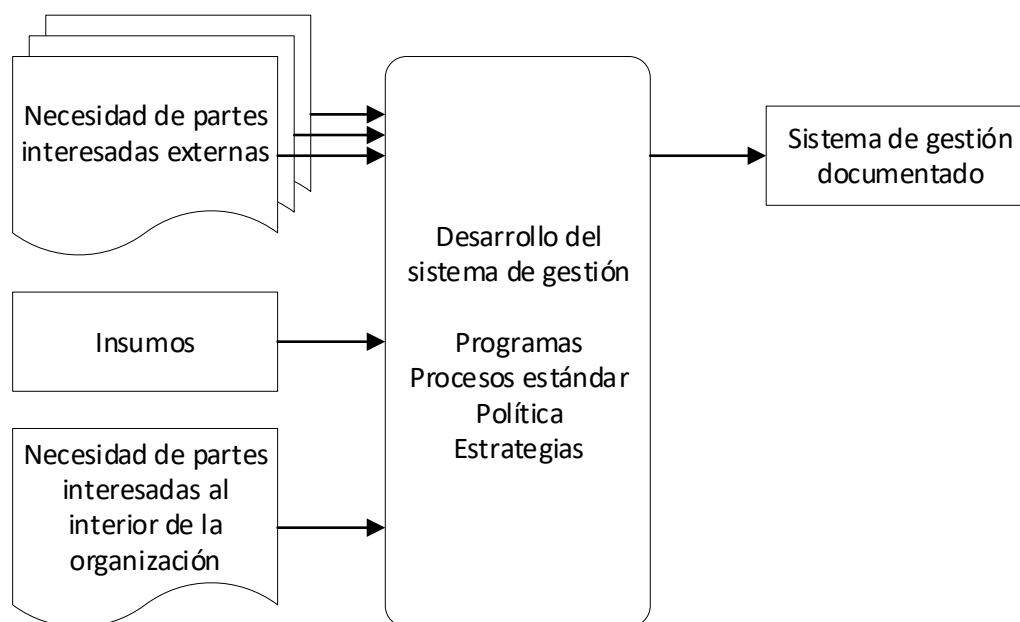 Necesidad de partes
interesadas externas
Insumos
Necesidad de partes
interesadas al
interior de la
organización
Desarrollo del
sistema de gestión
Programas
Procesos estándar
Política
Estrategias
Sistema de gestión
documentado